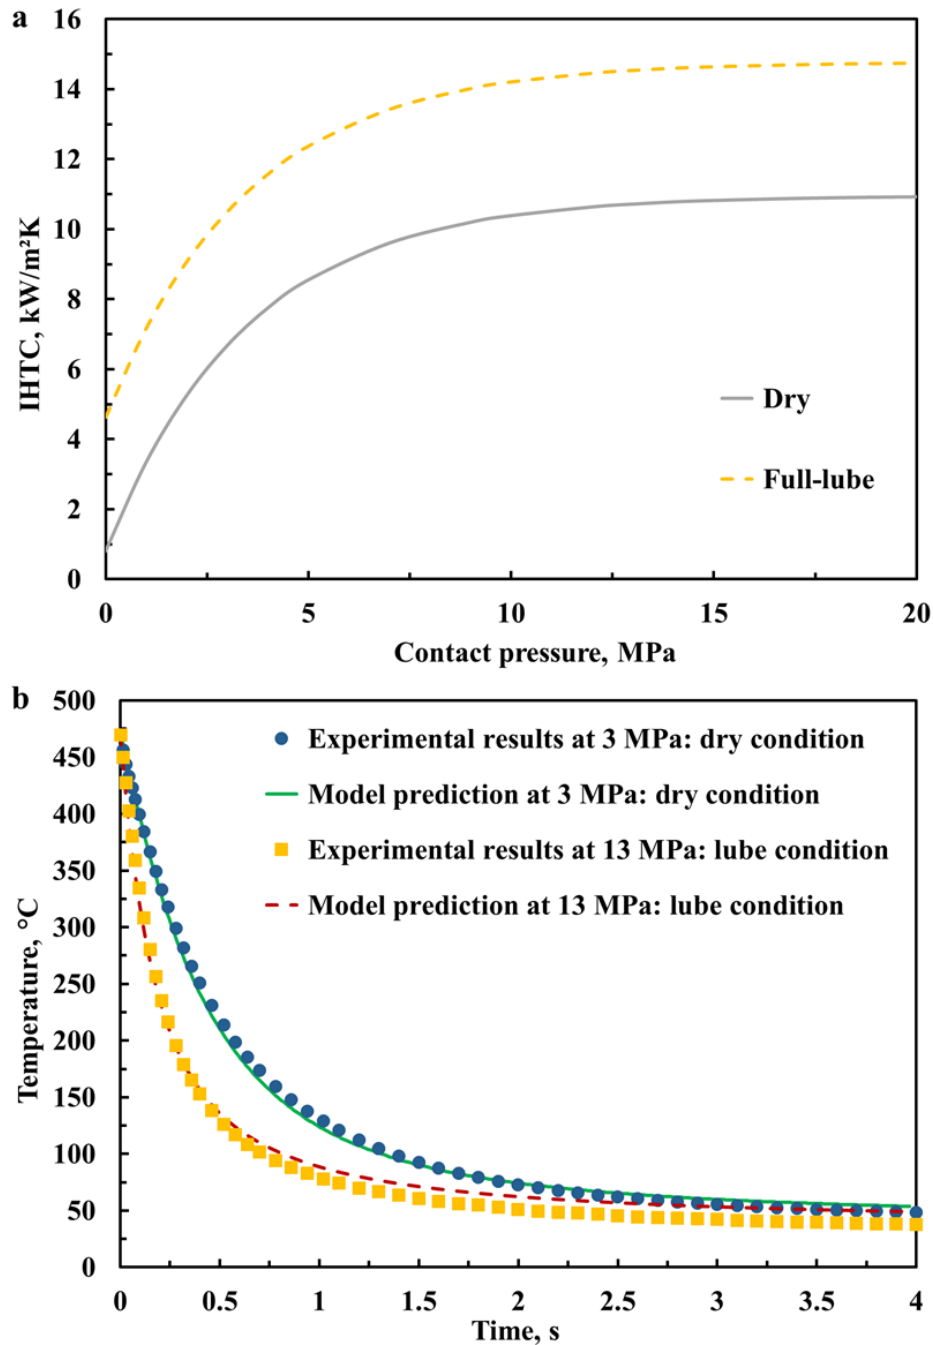 a
16
14
12
10
8
6
4
2
0
IHTC, kW/m²K
Dry
Full-lube
0 5 10 15 20
Contact pressure, MPa
b
500
450
400
350
300
250
200
150
100
50
0
Temperature, °C
Experimental results at 3 MPa: dry condition
Model prediction at 3 MPa: dry condition
Experimental results at 13 MPa: lube condition
Model prediction at 13 MPa: lube condition
0 0.5 1 1.5 2 2.5 3 3.5 4
Time, s